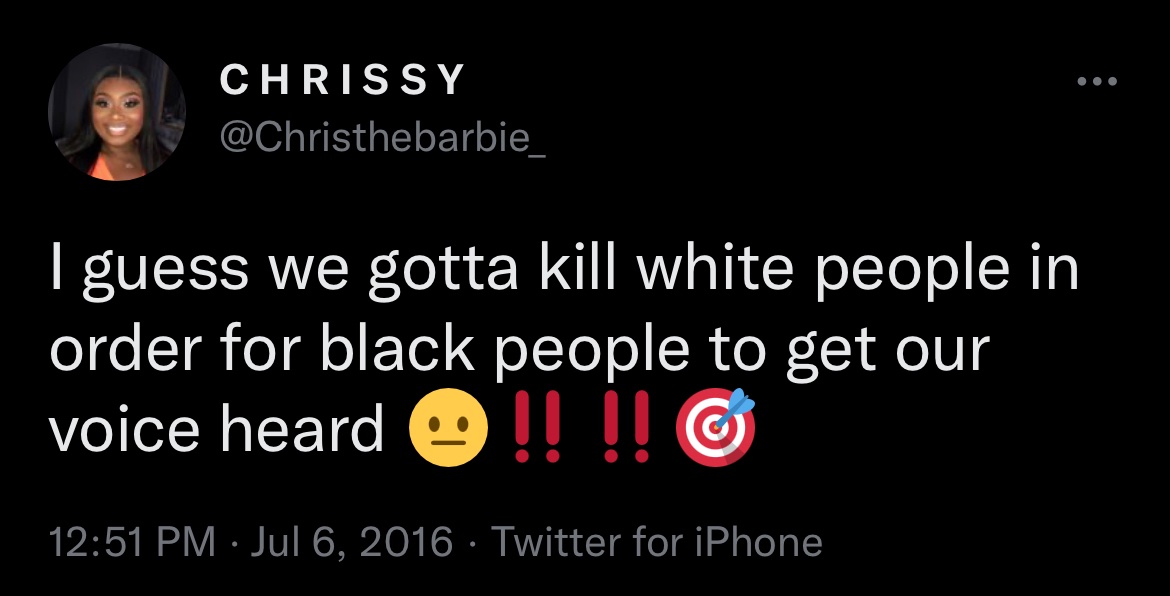 CHRISSY
@Christhebarbie_
I guess we gotta kill white people in
order for black people to get our
voice heard 😐‼️‼️🎯
12:51 PM · Jul 6, 2016 · Twitter for iPhone